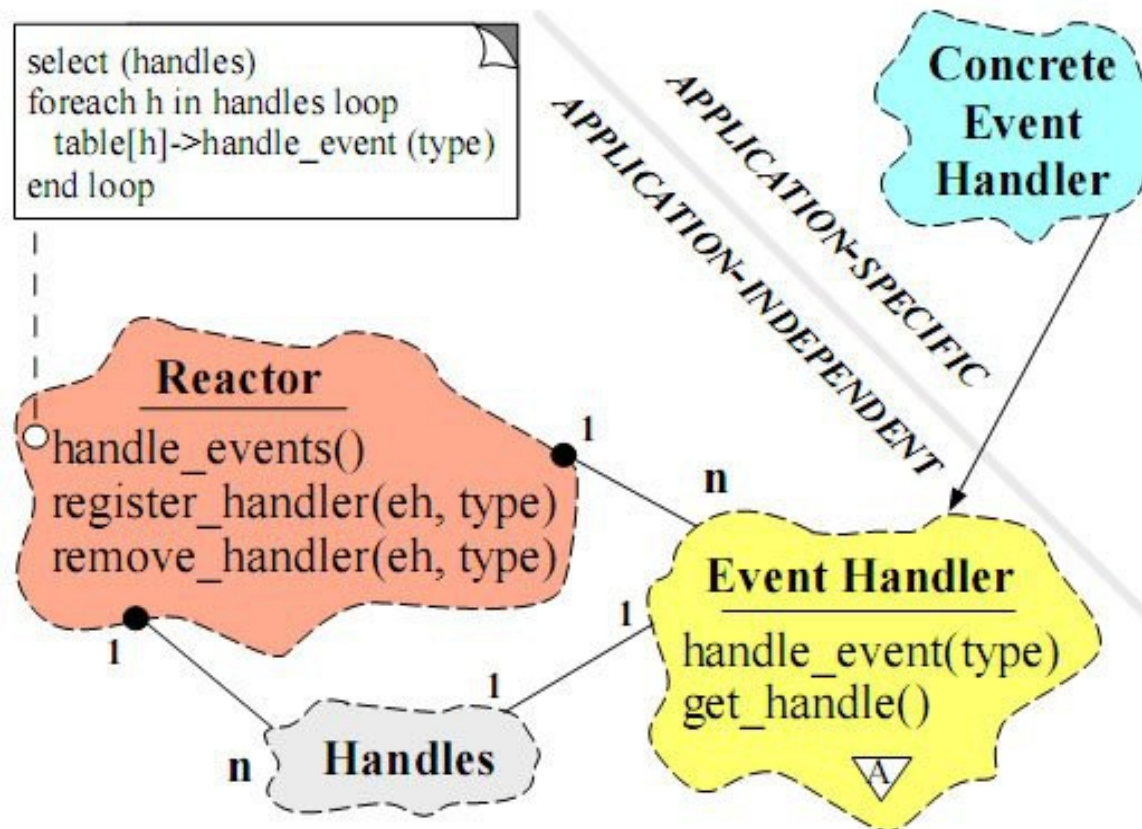 select (handles)
foreach h in handles loop
table[h]->handle_event (type)
end loop
APPLICATION-SPECIFIC
APPLICATION-INDEPENDENT
Concrete
Event
Handler
Reactor
handle_events()
register_handler(eh, type)
remove_handler(eh, type)
1
n
Event Handler
handle_event(type)
get_handle()
A
1
1
1
n
Handles